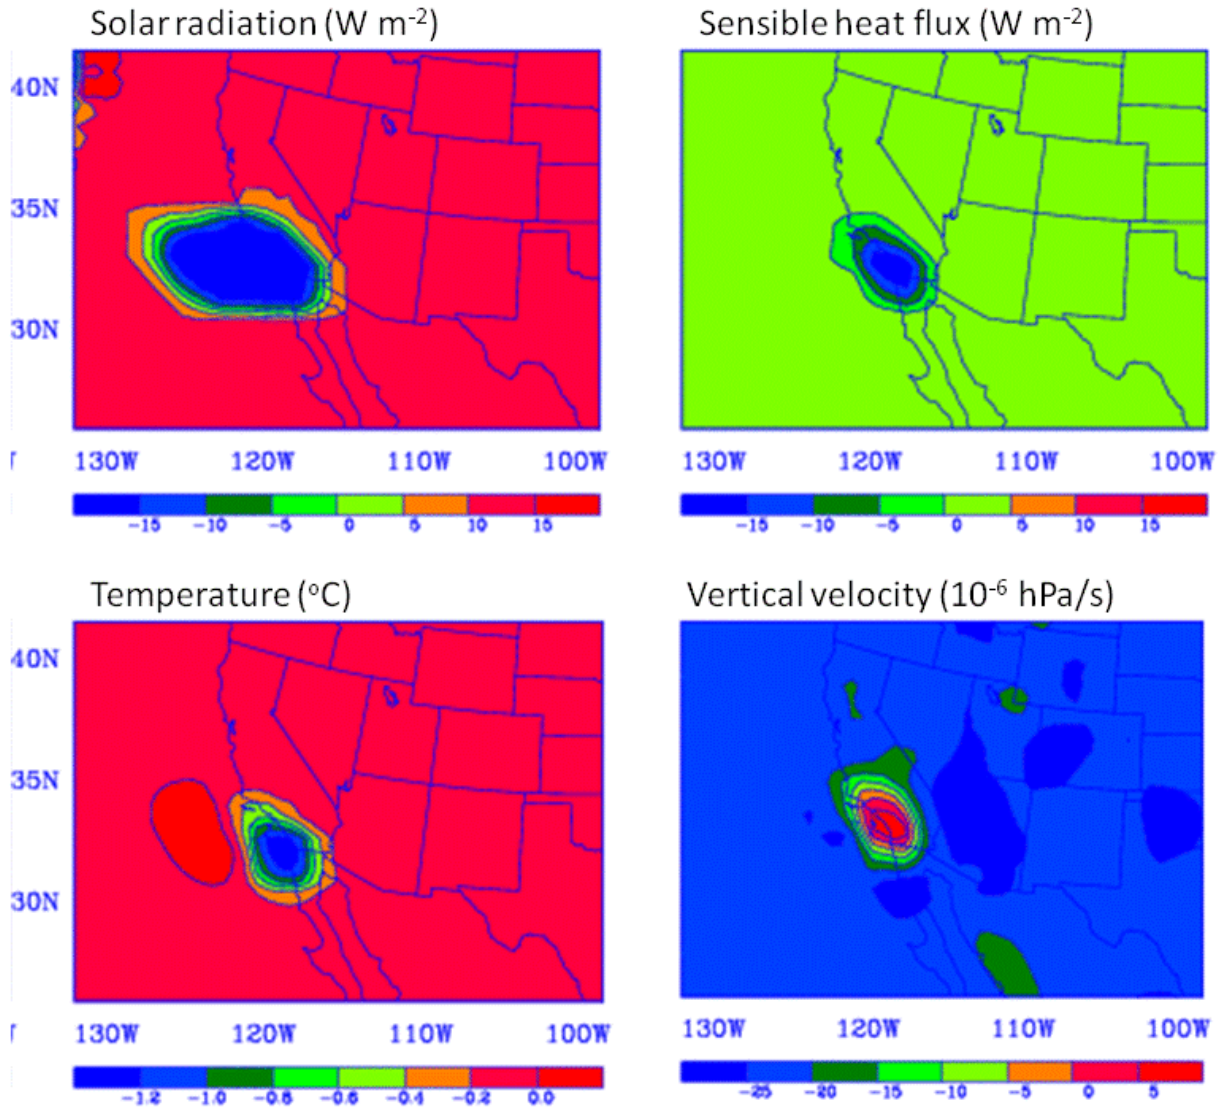 Solar radiation (W m-2)
Sensible heat flux (W m-2)
40N
35N
30N
130W 120W 110W 100W
130W 120W 110W 100W
-15 -10 -5 0 5 10 15
-15 -10 -5 0 5 10 15
Temperature (oC)
Vertical velocity (10-6 hPa/s)
40N
35N
30N
130W 120W 110W 100W
130W 120W 110W 100W
-1.2 -1.0 -0.8 -0.6 -0.4 -0.2 0.0
-25 -20 -15 -10 -5 0 5